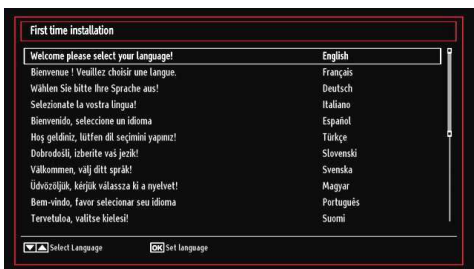 First time installation
Welcome please select your language! English
Bienvenue ! Veuillez choisir une langue. Français
Wählen Sie bitte Ihre Sprache aus! Deutsch
Selezionate la vostra lingua! Italiano
Bienvenido, seleccione un idioma Español
Hoş geldiniz, lütfen dil seçimini yapınız! Türkçe
Dobrodošli, izberite vaš jezik! Slovenski
Välkommen, välj ditt språk! Svenska
Üdvözöljük, kérjük válassza ki a nyelvet! Magyar
Bem-vindo, favor selecionar seu idioma Português
Tervetuloa, valitse kielesi! Suomi
Select Language OK Set language